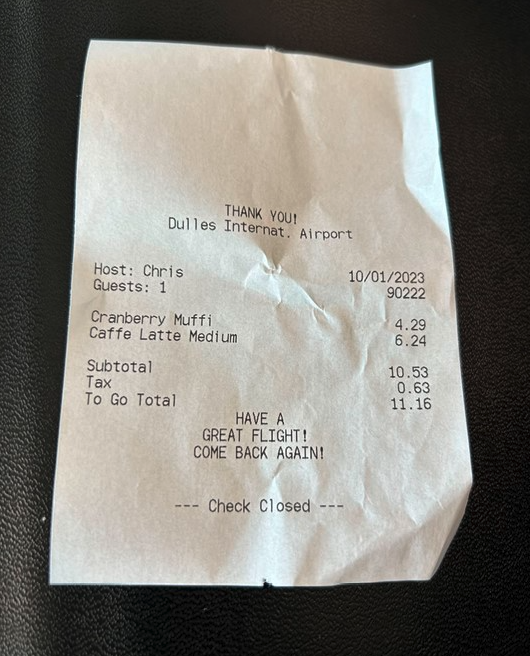 THANK YOU!
Dulles Internat. Airport
Host: Chris 10/01/2023
Guests: 1 90222
Cranberry Muffi 4.29
Caffe Latte Medium 6.24
Subtotal 10.53
Tax 0.63
To Go Total 11.16
HAVE A
GREAT FLIGHT!
COME BACK AGAIN!
--- Check Closed ---